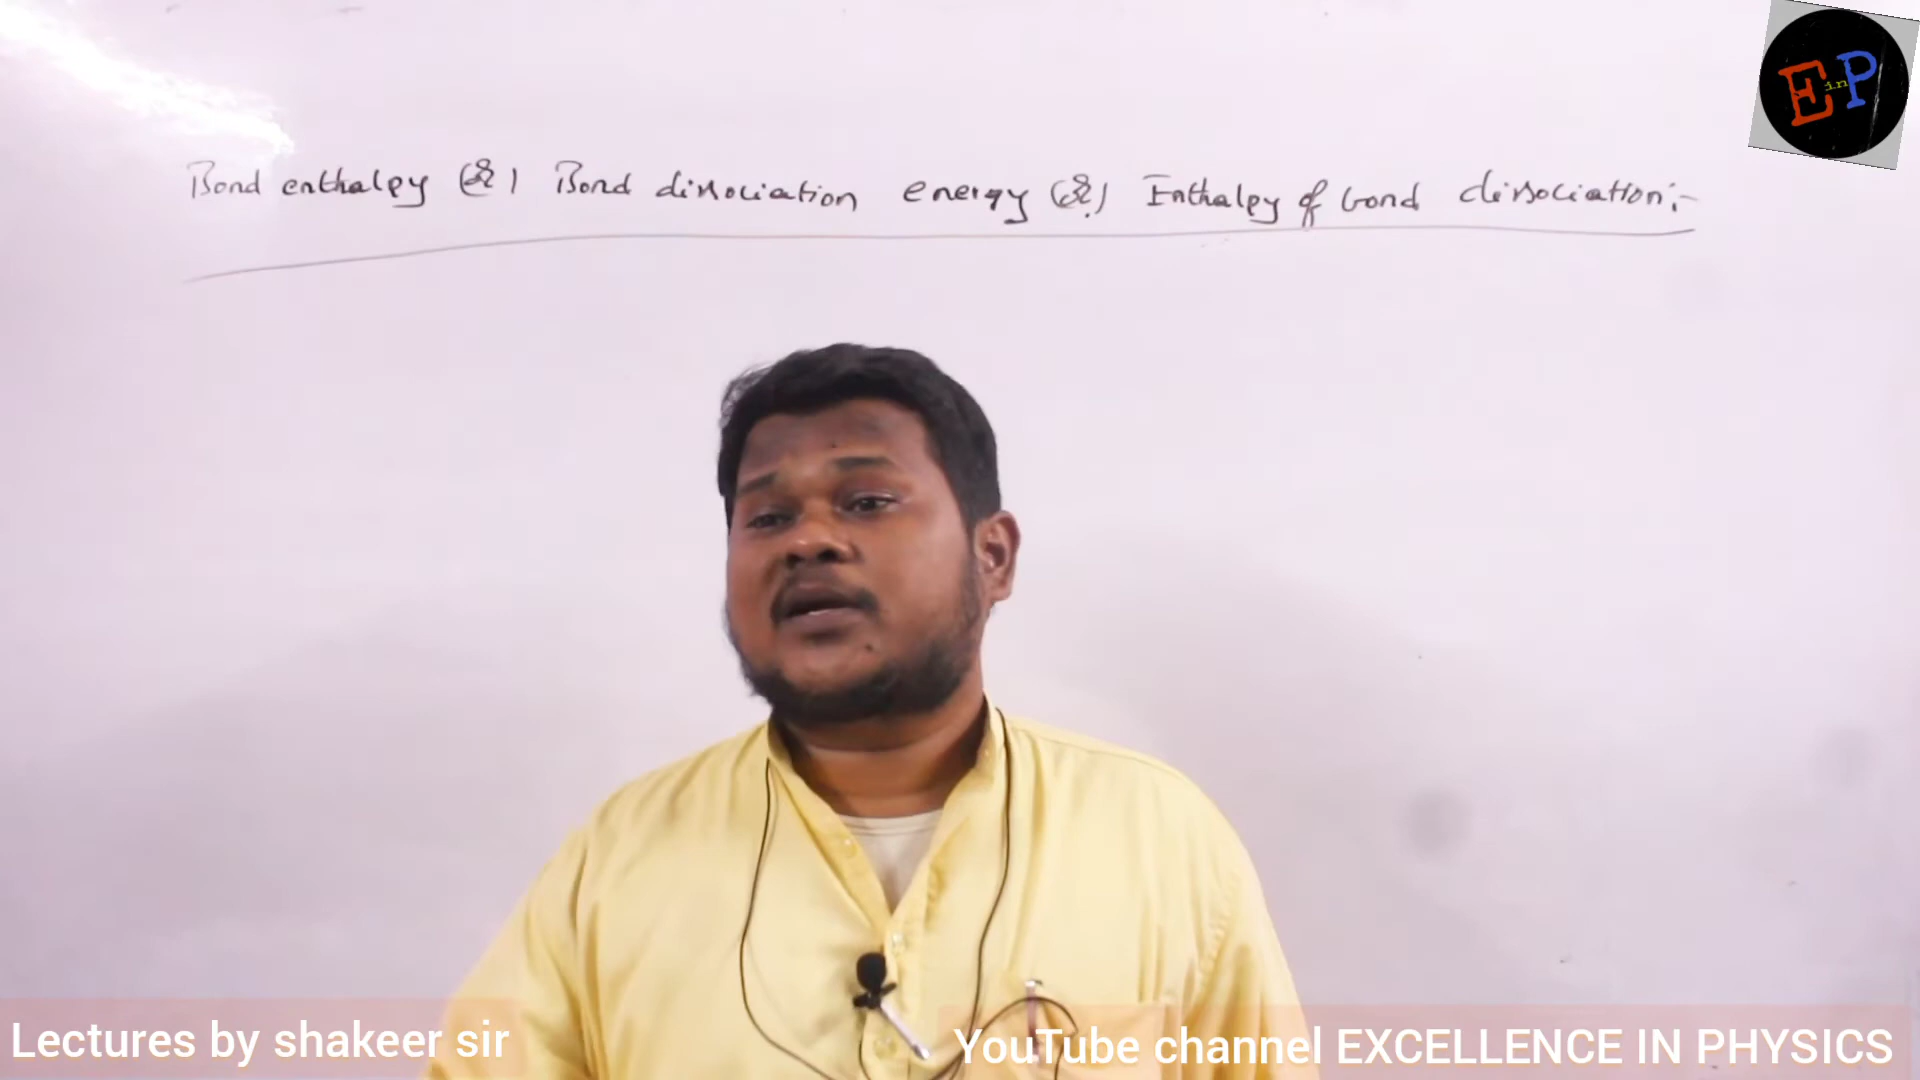 E in P
Bond enthalpy (or) Bond dissociation energy (or) Enthalpy of bond dissociation:-
Lectures by shakeer sir
YouTube channel EXCELLENCE IN PHYSICS